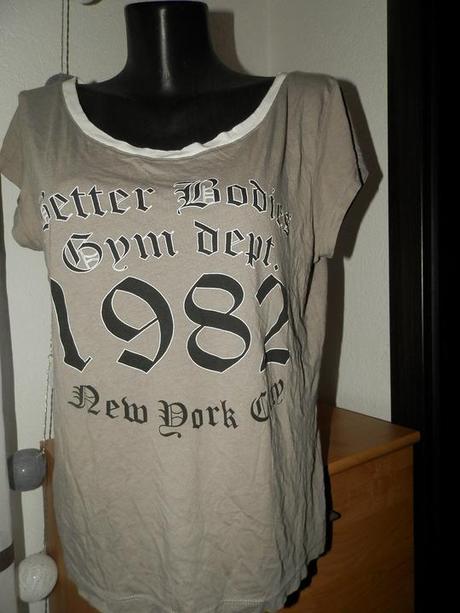 Better Bodies
Gym dept.
1982
New York City